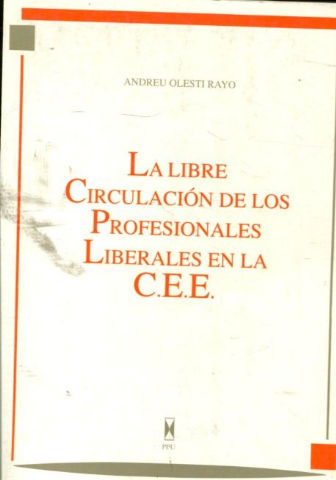 ANDREU OLESTI RAYO
LA LIBRE
CIRCULACIÓN DE LOS
PROFESIONALES
LIBERALES EN LA
C.E.E.
PPU